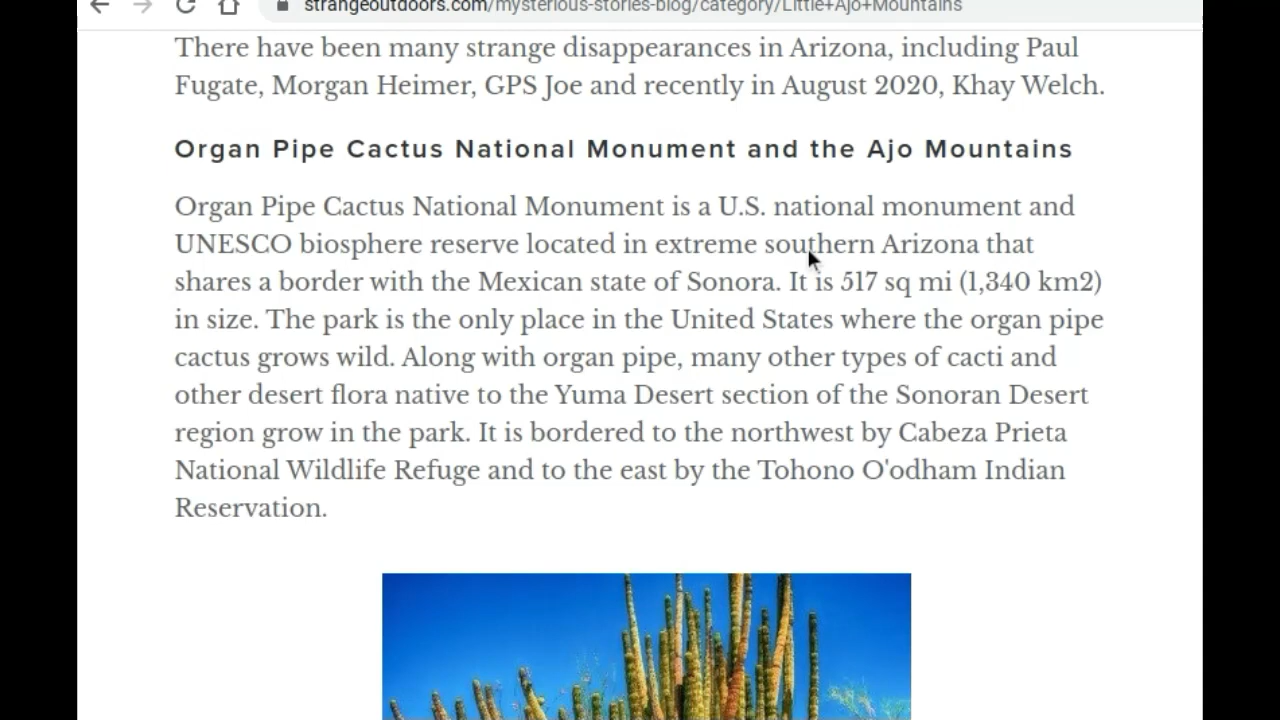 strangeoutdoors.com/mysterious-stories-blog/category/Little+Ajo+Mountains
There have been many strange disappearances in Arizona, including Paul
Fugate, Morgan Heimer, GPS Joe and recently in August 2020, Khay Welch.
Organ Pipe Cactus National Monument and the Ajo Mountains
Organ Pipe Cactus National Monument is a U.S. national monument and
UNESCO biosphere reserve located in extreme southern Arizona that
shares a border with the Mexican state of Sonora. It is 517 sq mi (1,340 km2)
in size. The park is the only place in the United States where the organ pipe
cactus grows wild. Along with organ pipe, many other types of cacti and
other desert flora native to the Yuma Desert section of the Sonoran Desert
region grow in the park. It is bordered to the northwest by Cabeza Prieta
National Wildlife Refuge and to the east by the Tohono O'odham Indian
Reservation.